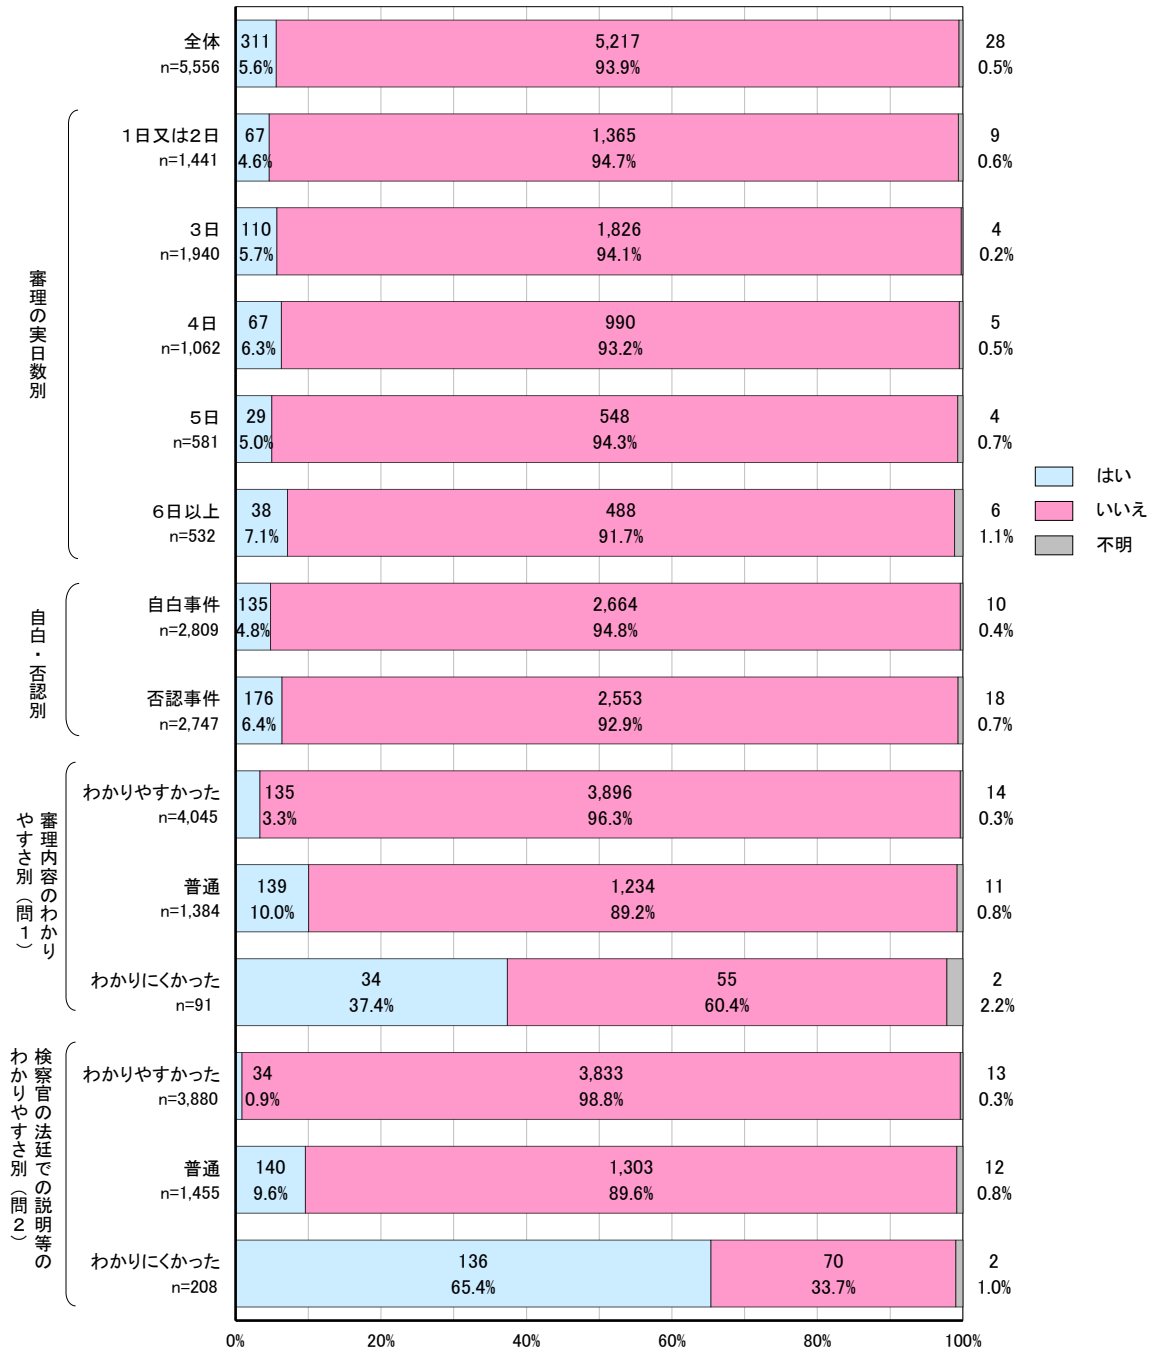 全体
n=5,556
311
5.6%
5,217
93.9%
28
0.5%
審理の実日数別
1日又は2日
n=1,441
67
4.6%
1,365
94.7%
9
0.6%
3日
n=1,940
110
5.7%
1,826
94.1%
4
0.2%
4日
n=1,062
67
6.3%
990
93.2%
5
0.5%
5日
n=581
29
5.0%
548
94.3%
4
0.7%
6日以上
n=532
38
7.1%
488
91.7%
6
1.1%
自白・否認別
自白事件
n=2,809
135
4.8%
2,664
94.8%
10
0.4%
否認事件
n=2,747
176
6.4%
2,553
92.9%
18
0.7%
審理内容のわかり
やすさ別（問1）
わかりやすかった
n=4,045
135
3.3%
3,896
96.3%
14
0.3%
普通
n=1,384
139
10.0%
1,234
89.2%
11
0.8%
わかりにくかった
n=91
34
37.4%
55
60.4%
2
2.2%
検察官の法廷での説明等の
わかりやすさ別（問2）
わかりやすかった
n=3,880
34
0.9%
3,833
98.8%
13
0.3%
普通
n=1,455
140
9.6%
1,303
89.6%
12
0.8%
わかりにくかった
n=208
136
65.4%
70
33.7%
2
1.0%
0%
20%
40%
60%
80%
100%
はい
いいえ
不明